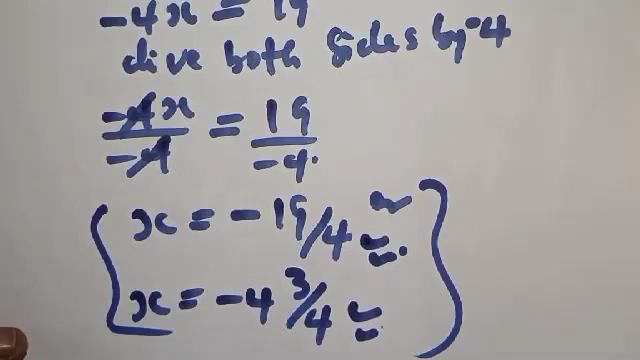 -4x = 19
dive both sides by -4
-4x/-4 = 19/-4.
x = -19/4
x = -4 3/4